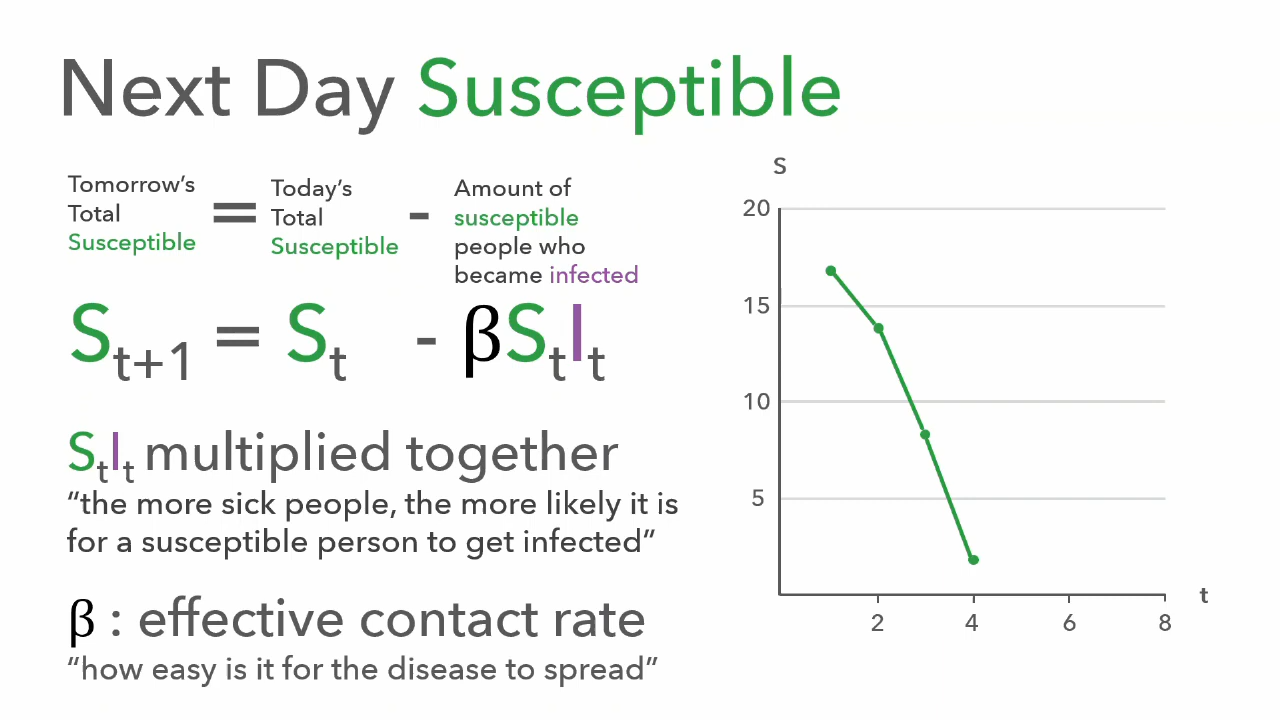 Next Day Susceptible
Tomorrow's
Total
Susceptible
=
Today's
Total
Susceptible
-
Amount of
susceptible
people who
became infected
St+1 = St - βStIt
StIt multiplied together
“the more sick people, the more likely it is
for a susceptible person to get infected”
β : effective contact rate
“how easy is it for the disease to spread”
S
20
15
10
5
t
2 4 6 8